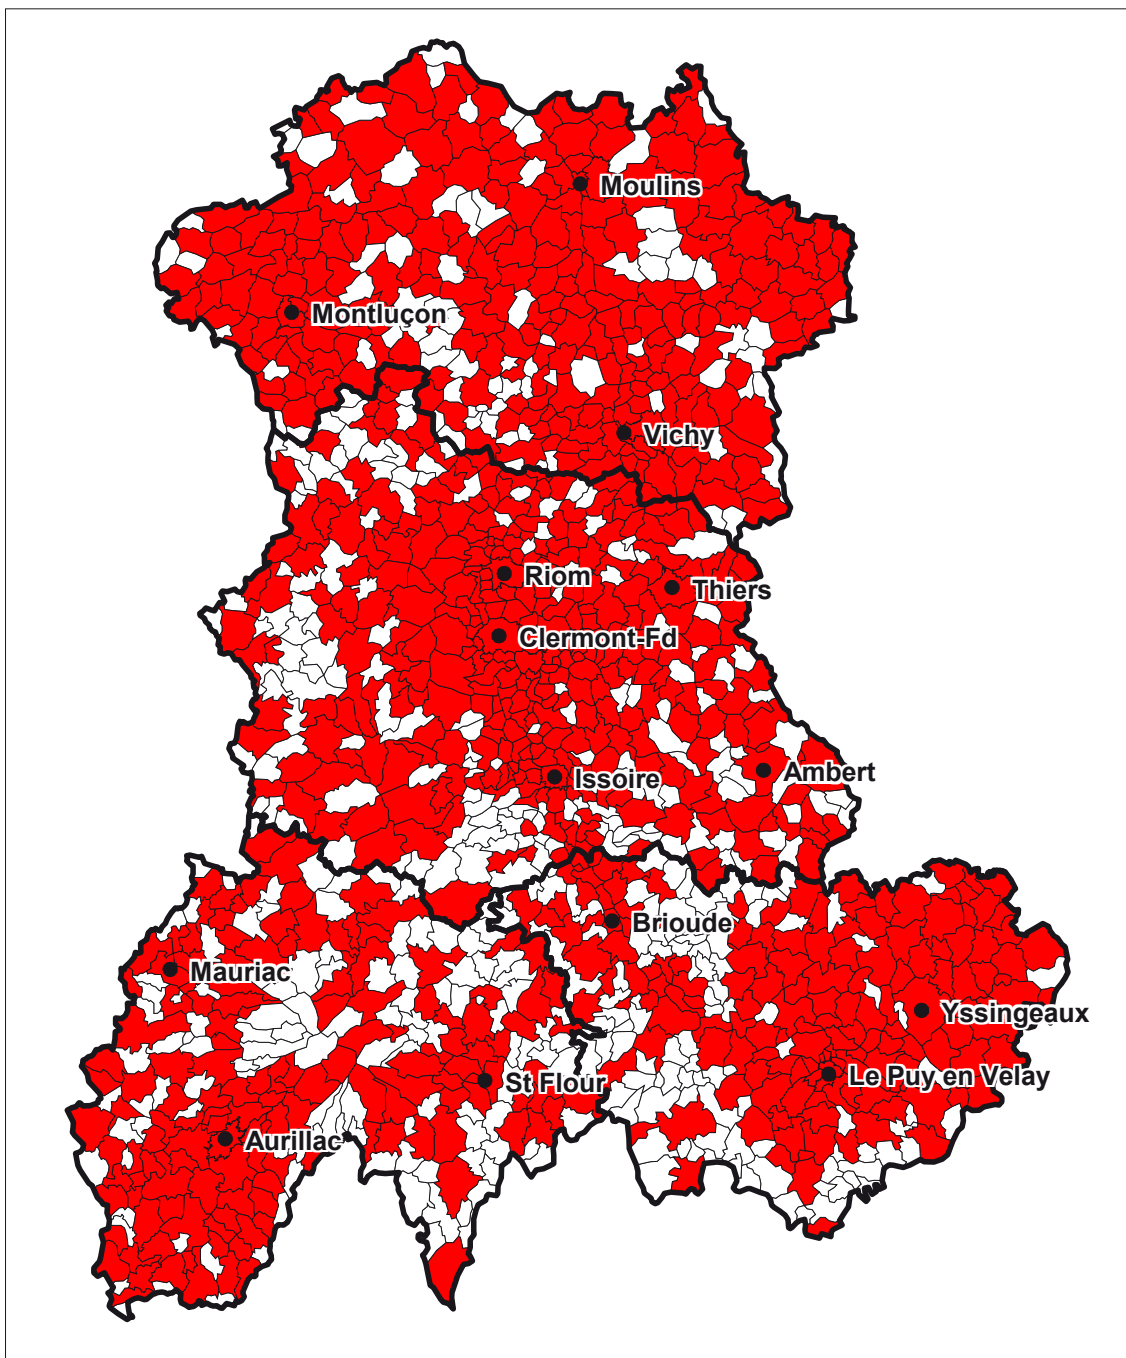 Moulins
Montluçon
Vichy
Riom
Thiers
Clermont-Fd
Ambert
Issoire
Brioude
Mauriac
Yssingeaux
St Flour
Le Puy en Velay
Aurillac